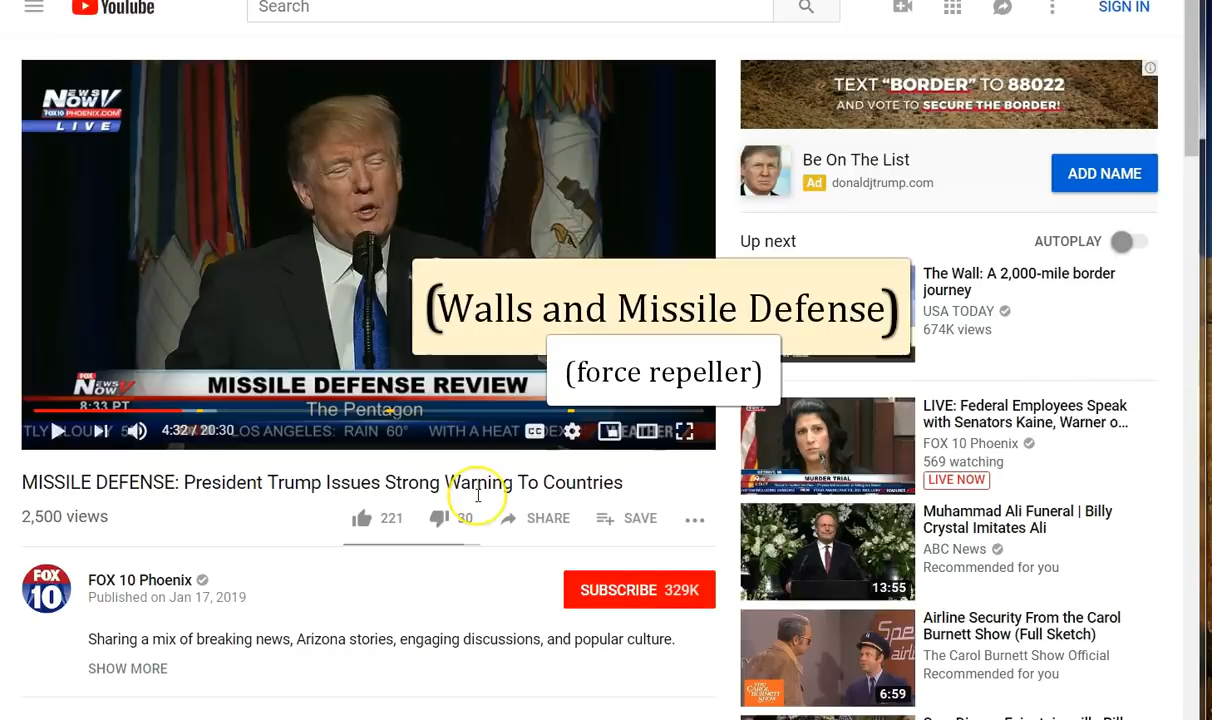 YouTube
Search
SIGN IN
NEWS
NOW
FOX10PHOENIX.COM
LIVE
(Walls and Missile Defense)
(force repeller)
FOX
NEWS
NOW
MISSILE DEFENSE REVIEW
8:33 PT
The Pentagon
4:32 / 20:30
LOS ANGELES: RAIN 60°
WITH A HEAT
WEATHER
CC
MISSILE DEFENSE: President Trump Issues Strong Warning To Countries
2,500 views
221
30
SHARE
SAVE
FOX
10
FOX 10 Phoenix
Published on Jan 17, 2019
SUBSCRIBE 329K
Sharing a mix of breaking news, Arizona stories, engaging discussions, and popular culture.
SHOW MORE
TEXT “BORDER” TO 88022
AND VOTE TO SECURE THE BORDER!
Be On The List
Ad donaldjtrump.com
ADD NAME
Up next
AUTOPLAY
The Wall: A 2,000-mile border
journey
USA TODAY
674K views
LIVE: Federal Employees Speak
with Senators Kaine, Warner o...
FOX 10 Phoenix
569 watching
LIVE NOW
MURDER TRIAL
Muhammad Ali Funeral | Billy
Crystal Imitates Ali
ABC News
Recommended for you
13:55
Airline Security From the Carol
Burnett Show (Full Sketch)
The Carol Burnett Show Official
Recommended for you
THE CAROL BURNETT SHOW
6:59